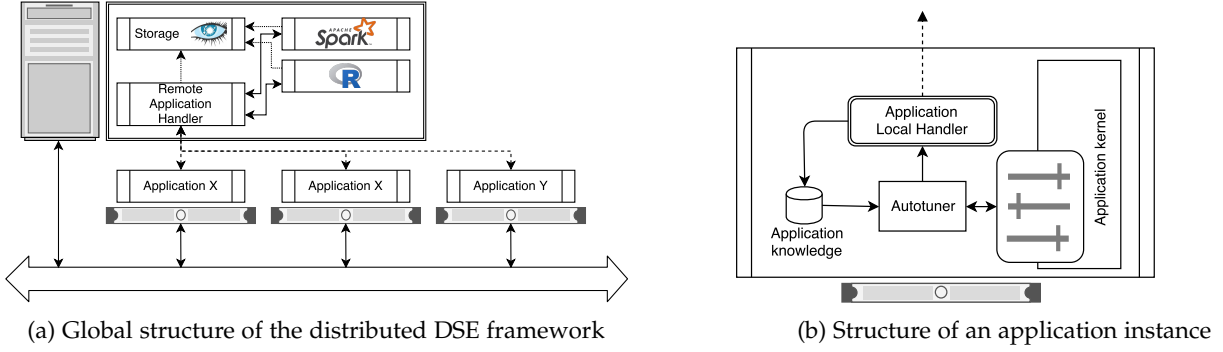 Storage
APACHE
Spark
R
Remote
Application
Handler
Application X
Application X
Application Y
(a) Global structure of the distributed DSE framework
Application
Local Handler
Autotuner
Application
knowledge
Application kernel
(b) Structure of an application instance